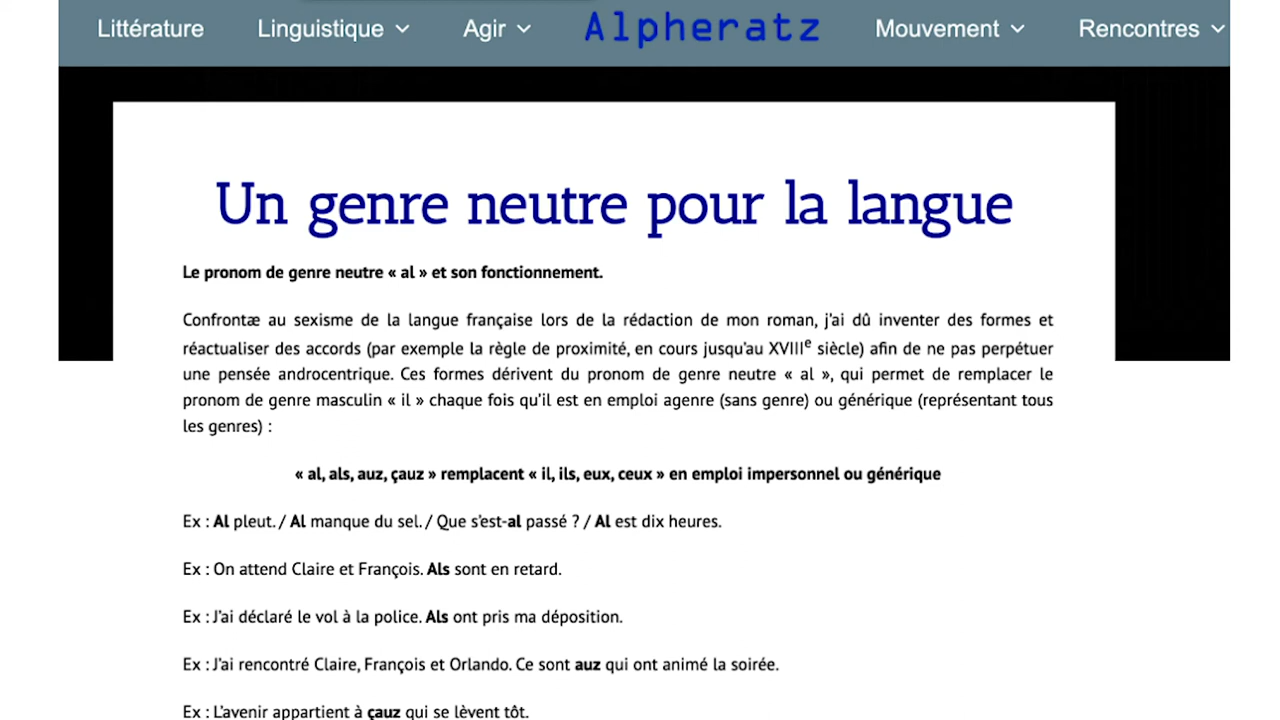 Littérature Linguistique Agir Alpheratz Mouvement Rencontres
Un genre neutre pour la langue
Le pronom de genre neutre « al » et son fonctionnement.
Confrontæ au sexisme de la langue française lors de la rédaction de mon roman, j'ai dû inventer des formes et
réactualiser des accords (par exemple la règle de proximité, en cours jusqu'au XVIIIe siècle) afin de ne pas perpétuer
une pensée androcentrique. Ces formes dérivent du pronom de genre neutre « al », qui permet de remplacer le
pronom de genre masculin « il » chaque fois qu'il est en emploi agenre (sans genre) ou générique (représentant tous
les genres) :
« al, als, auz, çauz » remplacent « il, ils, eux, ceux » en emploi impersonnel ou générique
Ex : Al pleut. / Al manque du sel. / Que s'est-al passé ? / Al est dix heures.
Ex : On attend Claire et François. Als sont en retard.
Ex : J'ai déclaré le vol à la police. Als ont pris ma déposition.
Ex : J'ai rencontré Claire, François et Orlando. Ce sont auz qui ont animé la soirée.
Ex : L'avenir appartient à çauz qui se lèvent tôt.